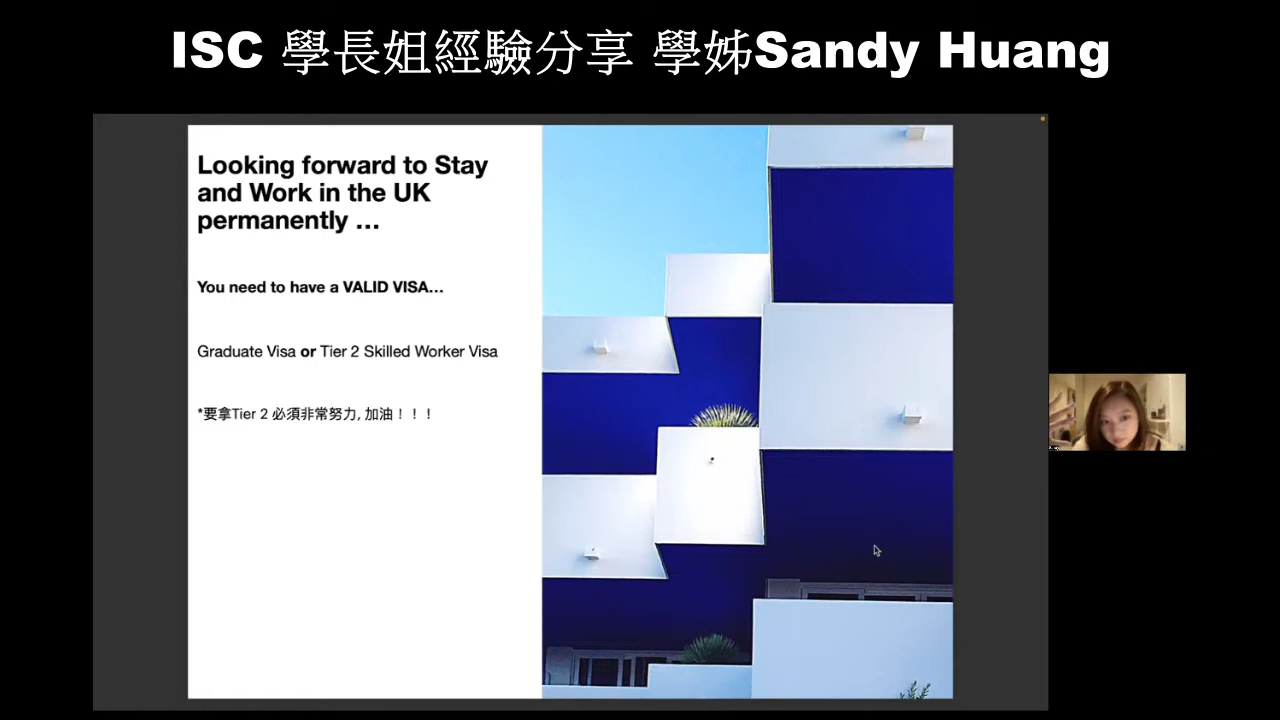 ISC 學長姐經驗分享 學姊Sandy Huang
Looking forward to Stay
and Work in the UK
permanently …
You need to have a VALID VISA…
Graduate Visa or Tier 2 Skilled Worker Visa
*要拿Tier 2 必須非常努力, 加油！！！